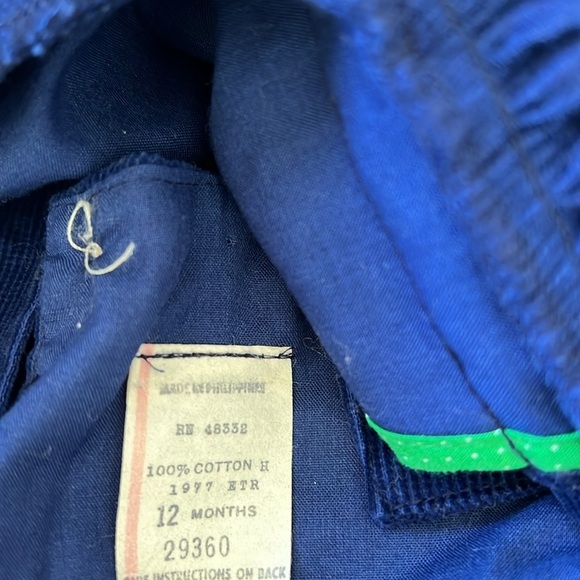 MADE IN PHILIPPINES
RN 48332
100% COTTON H
1977 ETR
12 MONTHS
29360
CARE INSTRUCTIONS ON BACK